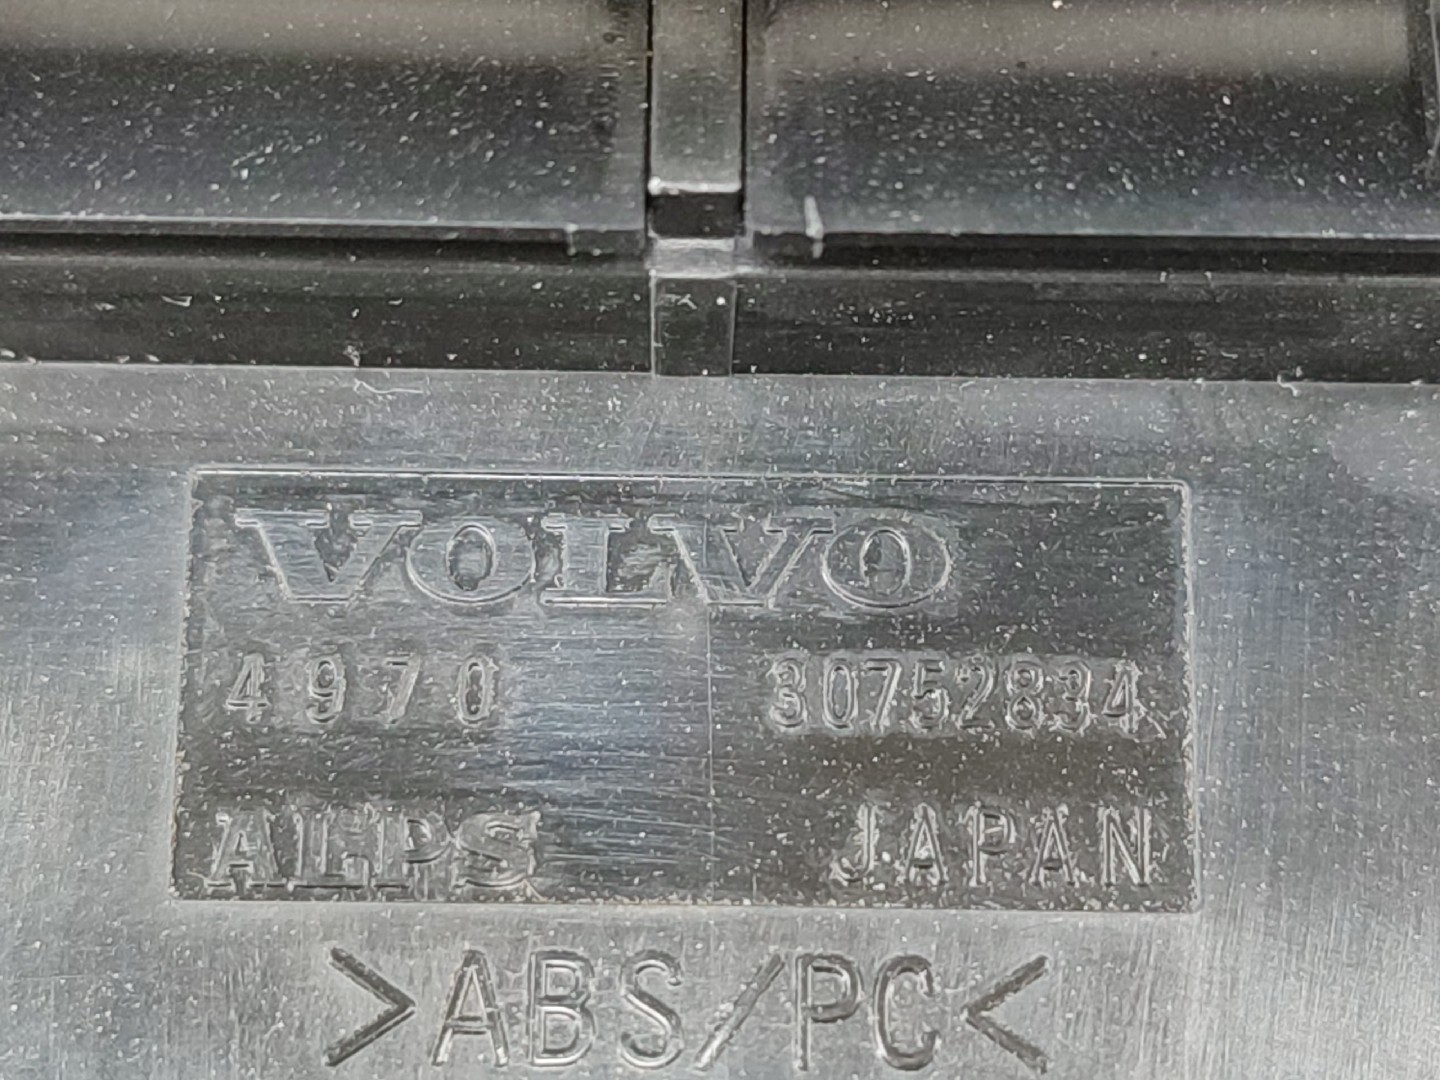 VOLVO
4970 30752834
ALPS JAPAN
>ABS/PC<